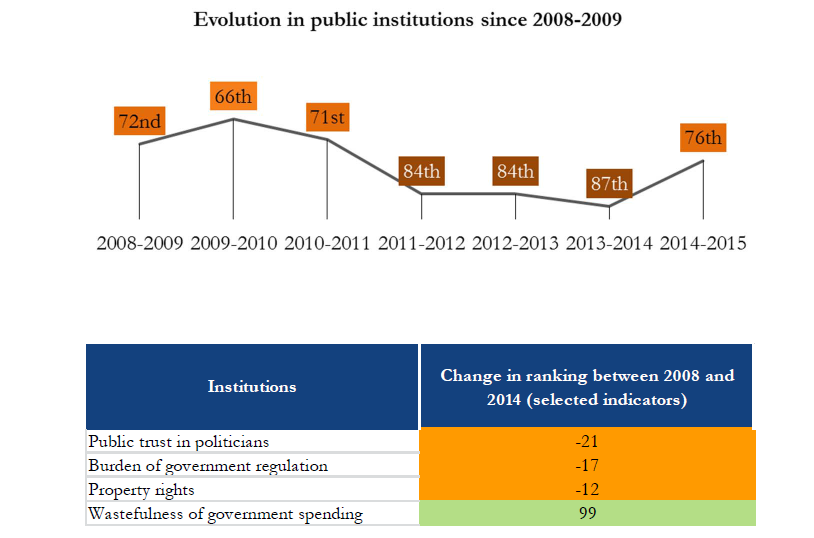 Evolution in public institutions since 2008-2009
72nd
66th
71st
84th
84th
87th
76th
2008-2009 2009-2010 2010-2011 2011-2012 2012-2013 2013-2014 2014-2015
Institutions
Change in ranking between 2008 and
2014 (selected indicators)
Public trust in politicians -21
Burden of government regulation -17
Property rights -12
Wastefulness of government spending 99